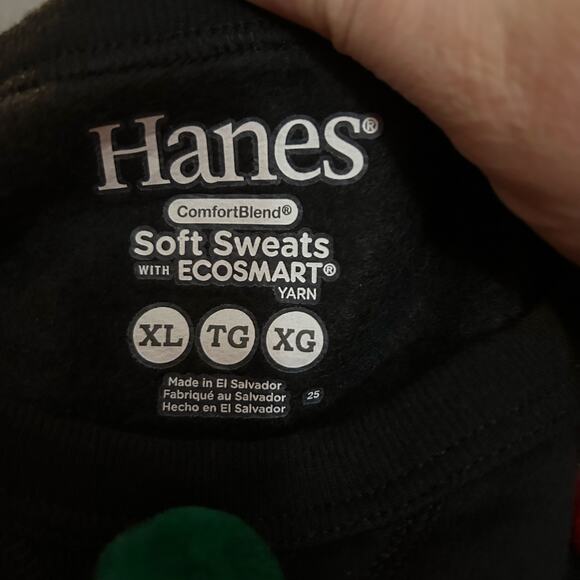 Hanes®
ComfortBlend®
Soft Sweats
WITH ECOSMART®
YARN
XL TG XG
Made in El Salvador
Fabriqué au Salvador
Hecho en El Salvador
25